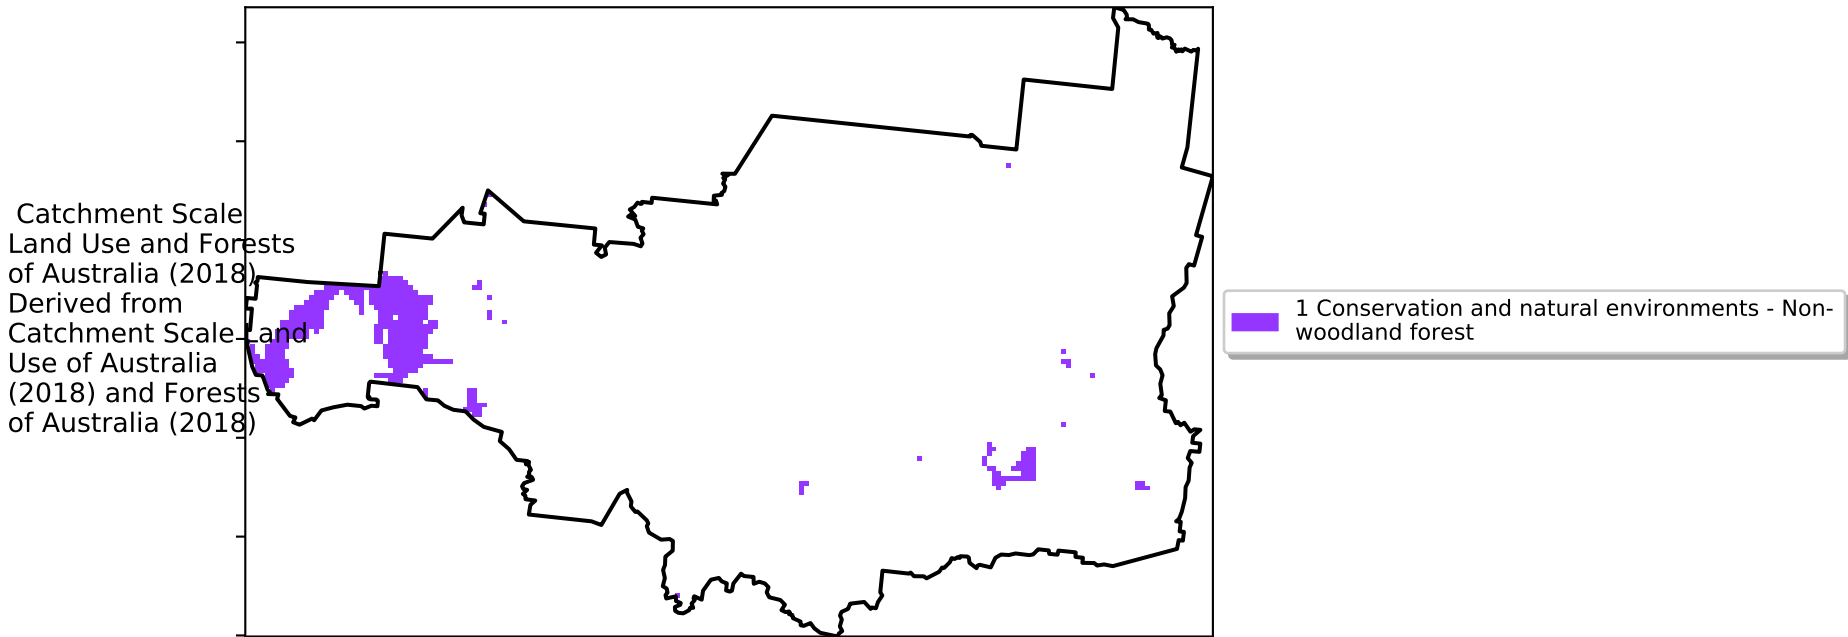 Catchment Scale
Land Use and Forests
of Australia (2018)
Derived from
Catchment Scale Land
Use of Australia
(2018) and Forests
of Australia (2018)
1 Conservation and natural environments - Non-
woodland forest